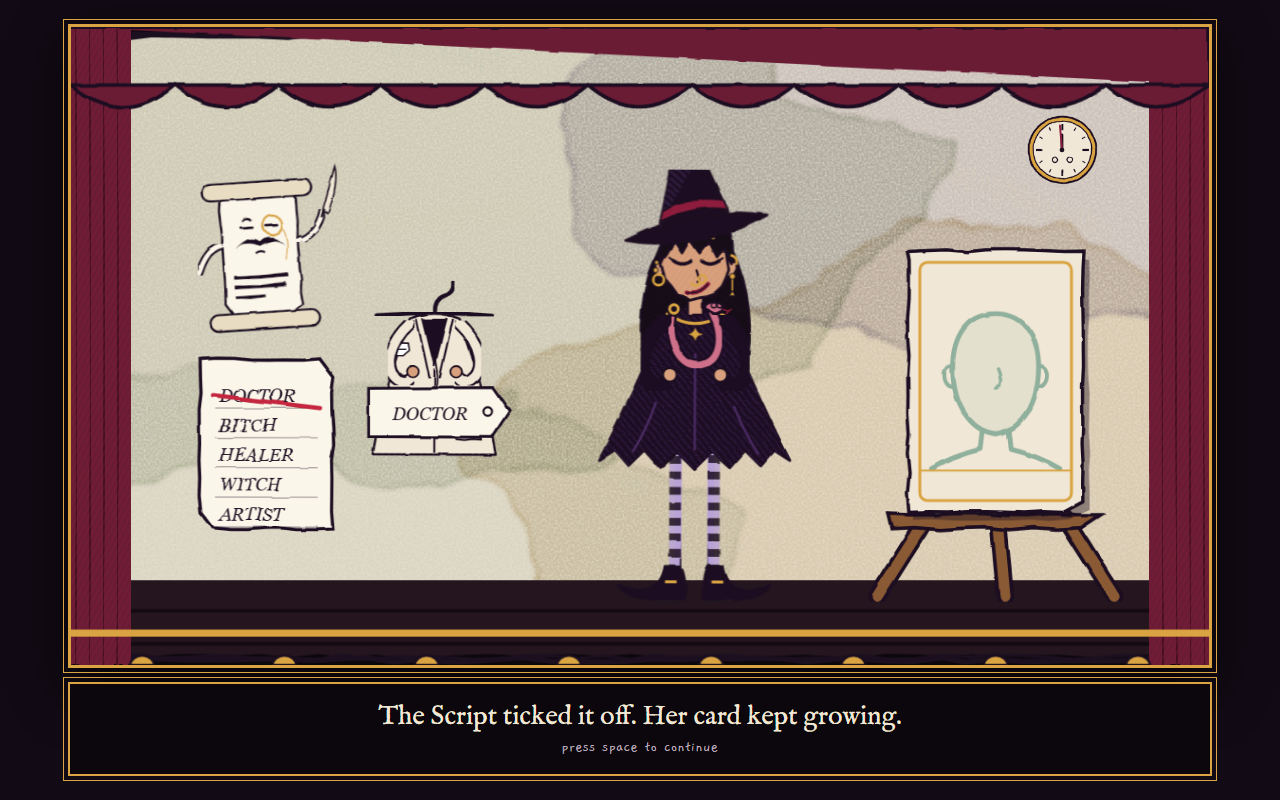 DOCTOR
BITCH
HEALER
WITCH
ARTIST
DOCTOR
The Script ticked it off. Her card kept growing.
press space to continue